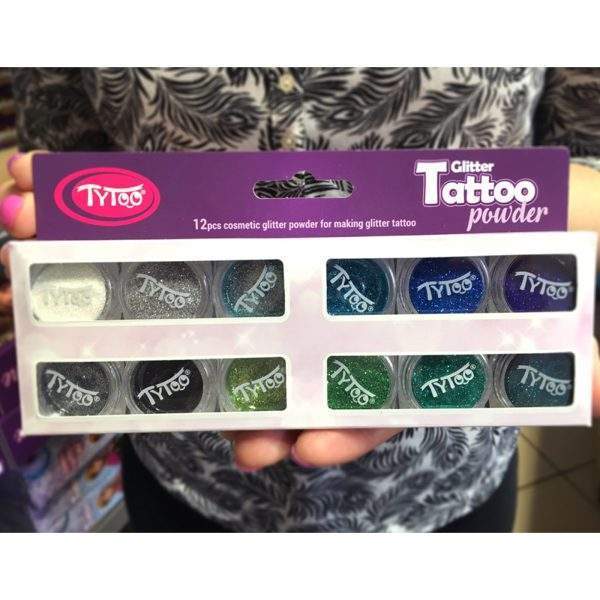 TyToo®
Glitter
Tattoo
powder
12pcs cosmetic glitter powder for making glitter tattoo
TyToo TyToo TyToo TyToo TyToo TyToo
TyToo TyToo TyToo TyToo TyToo TyToo